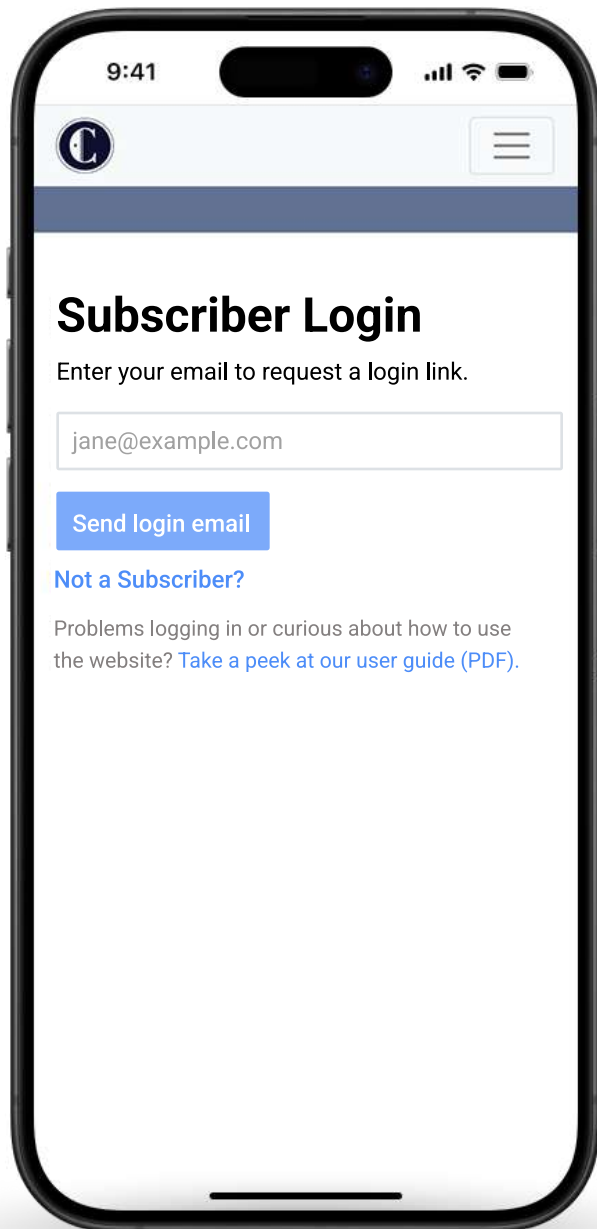 9:41
C
Subscriber Login
Enter your email to request a login link.
jane@example.com
Send login email
Not a Subscriber?
Problems logging in or curious about how to use
the website? Take a peek at our user guide (PDF).